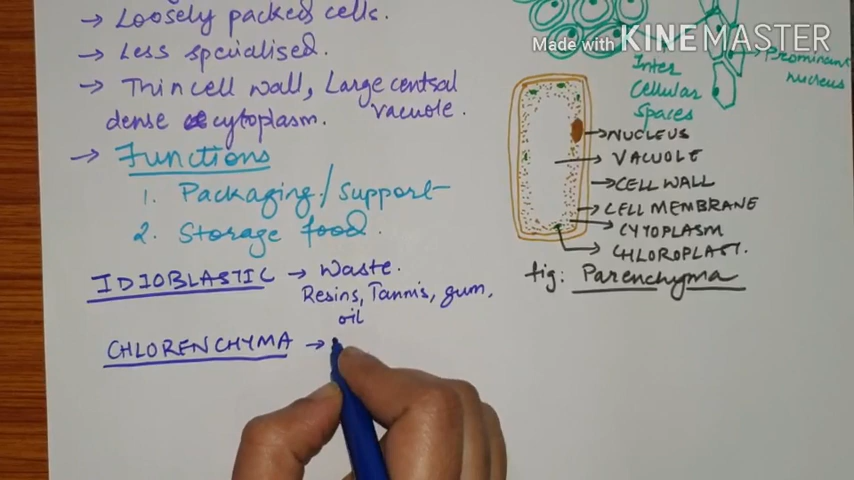 → Loosely packed cells.
→ Less spcialised.
→ Thin cell wall, Large central
dense cytoplasm. Vacuole.
→ Functions
1. Packaging/Support
2. Storage food.
IDIOBLASTIC → Waste.
Resins, Tannis, gum,
oil
CHLORENCHYMA →
Made with KINEMASTER
Inter
Cellular
Spaces
Prominant
nucleus
NUCLEUS
VACUOLE
CELL WALL
CELL MEMBRANE
CYTOPLASM
CHLOROPLAST.
fig: Parenchyma